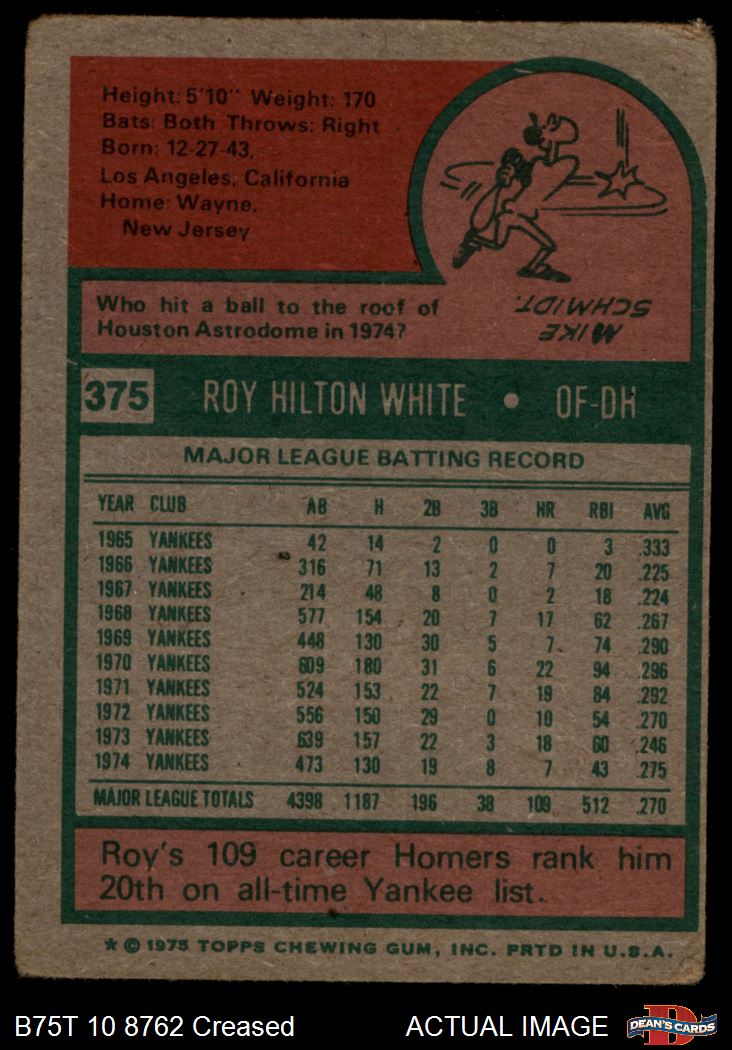 Height: 5'10" Weight: 170
Bats: Both Throws: Right
Born: 12-27-43,
Los Angeles, California
Home: Wayne,
New Jersey
Who hit a ball to the roof of
Houston Astrodome in 1974?
MIKE
SCHMIDT.
375 ROY HILTON WHITE • OF-DH
MAJOR LEAGUE BATTING RECORD
YEAR CLUB AB H 2B 3B HR RBI AVG
1965 YANKEES 42 14 2 0 0 3 .333
1966 YANKEES 316 71 13 2 7 20 .225
1967 YANKEES 214 48 8 0 2 18 .224
1968 YANKEES 577 154 20 7 17 62 .267
1969 YANKEES 448 130 30 5 7 74 .290
1970 YANKEES 609 180 31 6 22 94 .296
1971 YANKEES 524 153 22 7 19 84 .292
1972 YANKEES 556 150 29 0 10 54 .270
1973 YANKEES 639 157 22 3 18 60 .246
1974 YANKEES 473 130 19 8 7 43 .275
MAJOR LEAGUE TOTALS 4398 1187 196 38 109 512 .270
Roy's 109 career Homers rank him
20th on all-time Yankee list.
* © 1975 TOPPS CHEWING GUM, INC. PRTD IN U.S.A.
B75T 10 8762 Creased ACTUAL IMAGE DEAN'S CARDS